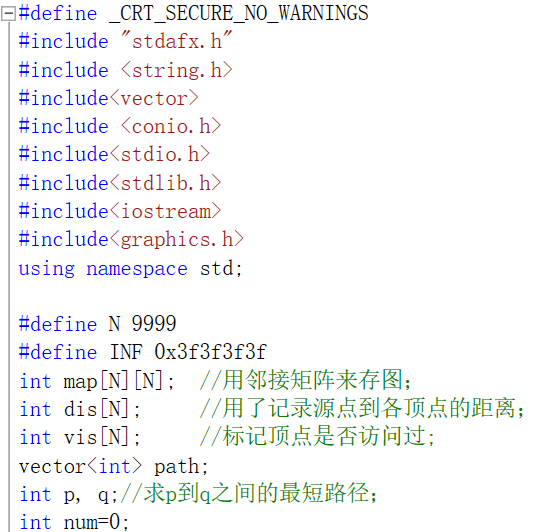 #define _CRT_SECURE_NO_WARNINGS
#include "stdafx.h"
#include <string.h>
#include<vector>
#include <conio.h>
#include<stdio.h>
#include<stdlib.h>
#include<iostream>
#include<graphics.h>
using namespace std;
#define N 9999
#define INF 0x3f3f3f3f
int map[N][N];  //用邻接矩阵来存图;
int dis[N];     //用了记录源点到各顶点的距离;
int vis[N];     //标记顶点是否访问过;
vector<int> path;
int p, q;//求p到q之间的最短路径;
int num=0;